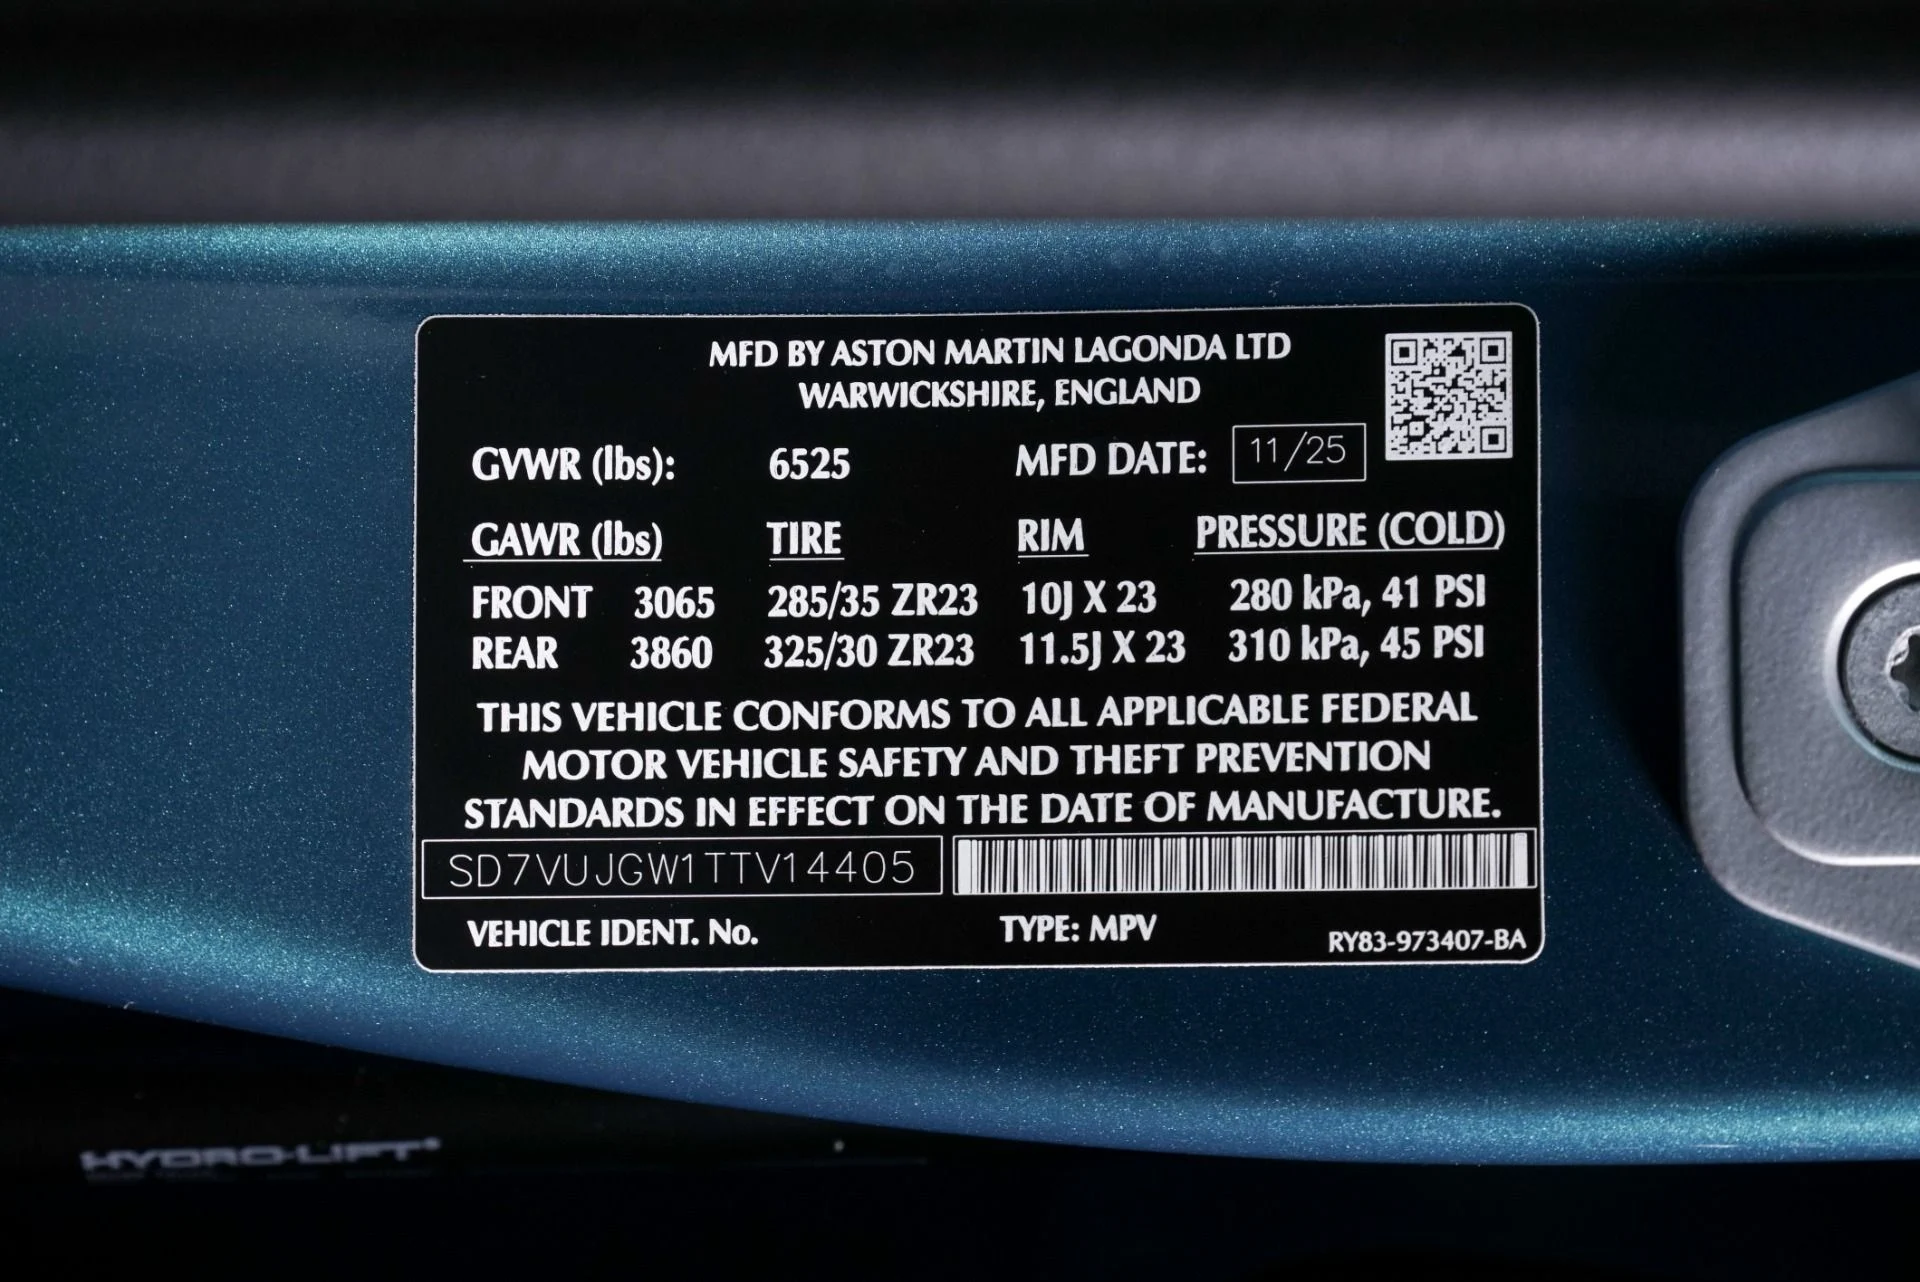 MFD BY ASTON MARTIN LAGONDA LTD
WARWICKSHIRE, ENGLAND
GVWR (lbs): 6525 MFD DATE: 11/25
GAWR (lbs) TIRE RIM PRESSURE (COLD)
FRONT 3065 285/35 ZR23 10J X 23 280 kPa, 41 PSI
REAR 3860 325/30 ZR23 11.5J X 23 310 kPa, 45 PSI
THIS VEHICLE CONFORMS TO ALL APPLICABLE FEDERAL
MOTOR VEHICLE SAFETY AND THEFT PREVENTION
STANDARDS IN EFFECT ON THE DATE OF MANUFACTURE.
SD7VUJGW1TTV14405
VEHICLE IDENT. No. TYPE: MPV RY83-973407-BA
HYDRO-LIFT